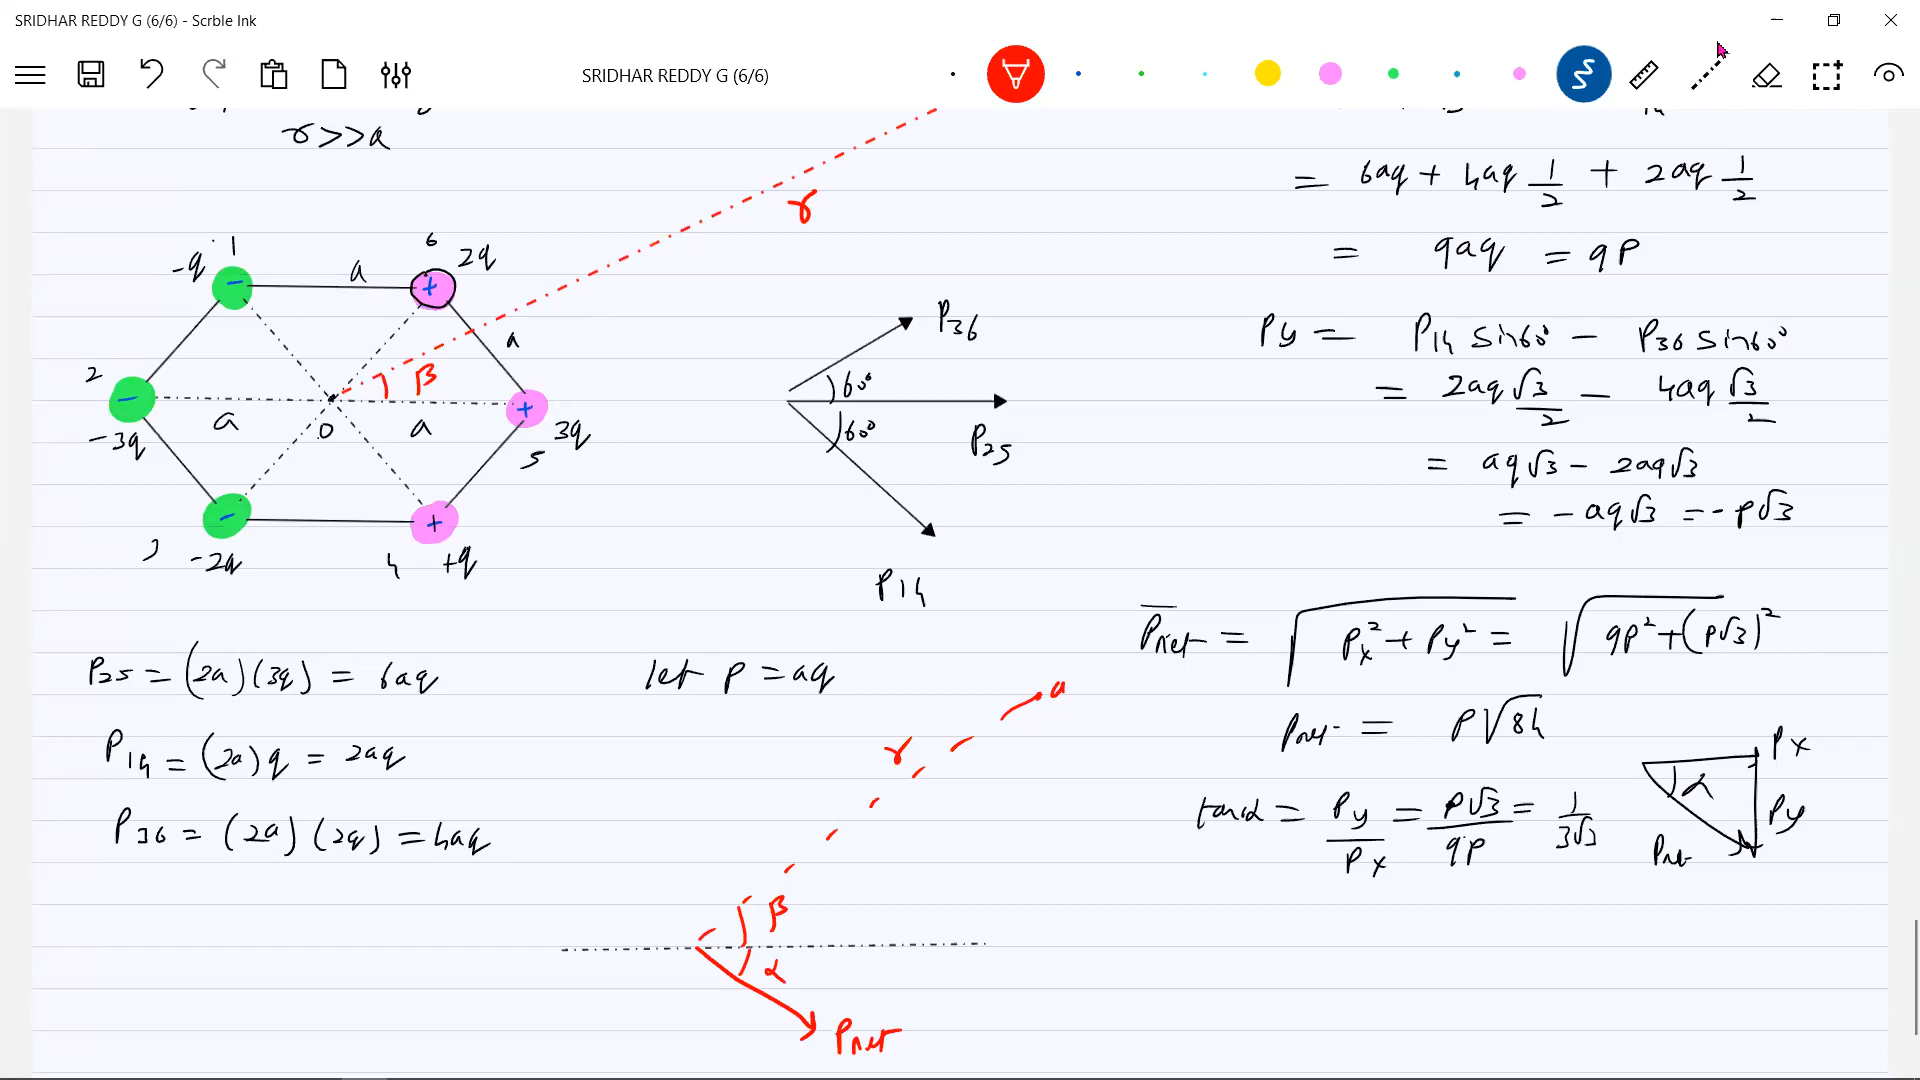 SRIDHAR REDDY G (6/6) - Scrble Ink
SRIDHAR REDDY G (6/6)
r>>a
r
-q 1
a
6 2q
a
β
2
-3q
a
0
a
3q
5
-2q
4 +q
P36
60°
60°
P25
P14
P25 = (2a)(3q) = 6aq
P14 = (2a)q = 2aq
P36 = (2a)(2q) = 4aq
let p = aq
r
a
β
α
Pnet
= 6aq + 4aq 1/2 + 2aq 1/2
= 9aq = 9P
Py = P14 sin60° - P36 sin60°
= 2aq √3/2 - 4aq √3/2
= aq√3 - 2aq√3
= -aq√3 = -p√3
Pnet = √(Px² + Py²) = √(9P² + (p√3)²)
Pnet = P√84
tanα = Py/Px = p√3/9p = 1/3√3
Px
α
Py
Pnet